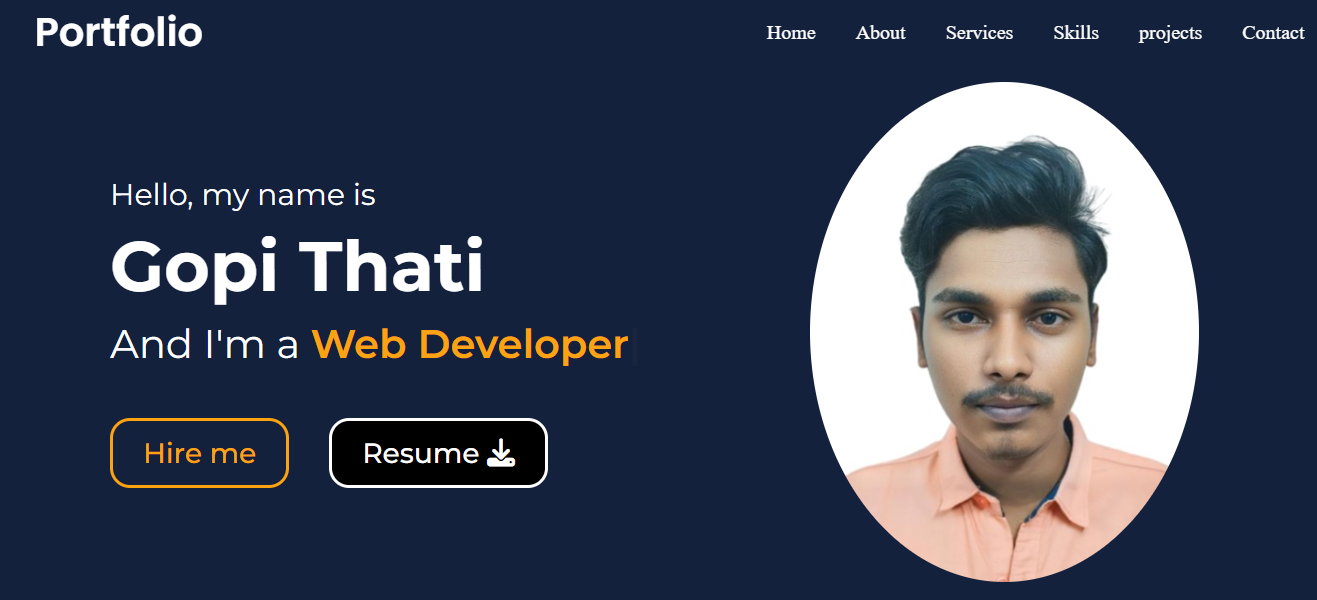 Portfolio
Home About Services Skills projects Contact
Hello, my name is
Gopi Thati
And I'm a Web Developer
Hire me
Resume